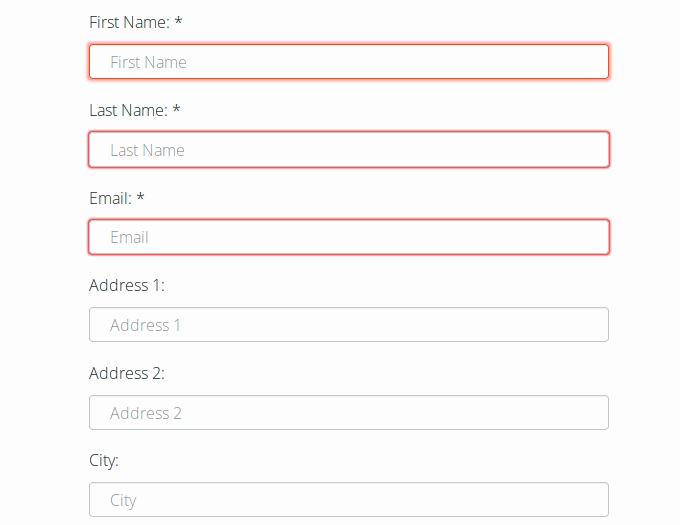 First Name: *
First Name
Last Name: *
Last Name
Email: *
Email
Address 1:
Address 1
Address 2:
Address 2
City:
City